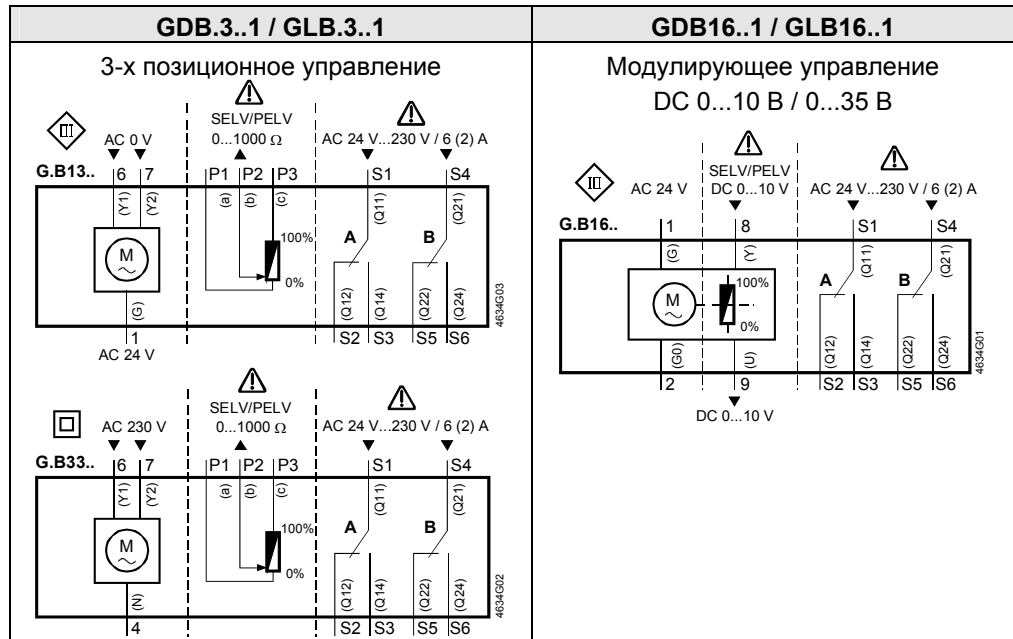 GDB.3..1 / GLB.3..1
3-х позиционное управление
III
AC 0 V
SELV/PELV
0...1000 Ω
AC 24 V...230 V / 6 (2) A
G.B13..
6 7 P1 P2 P3 S1 S4
(Y1) (Y2) (a) (b) (c) (Q11) (Q21)
M
100%
0%
A B
(G) (Q12) (Q14) (Q22) (Q24)
1 S2 S3 S5 S6
AC 24 V
4634G03
AC 230 V
SELV/PELV
0...1000 Ω
AC 24 V...230 V / 6 (2) A
G.B33..
6 7 P1 P2 P3 S1 S4
(Y1) (Y2) (a) (b) (c) (Q11) (Q21)
M
100%
0%
A B
(N) (Q12) (Q14) (Q22) (Q24)
4 S2 S3 S5 S6
4634G02
GDB16..1 / GLB16..1
Модулирующее управление
DC 0...10 В / 0...35 В
III
AC 24 V
SELV/PELV
DC 0...10 V
AC 24 V...230 V / 6 (2) A
G.B16..
1 8 S1 S4
(G) (Y) (Q11) (Q21)
M
100%
0%
A B
(G0) (U) (Q12) (Q14) (Q22) (Q24)
2 9 S2 S3 S5 S6
DC 0...10 V
4634G01